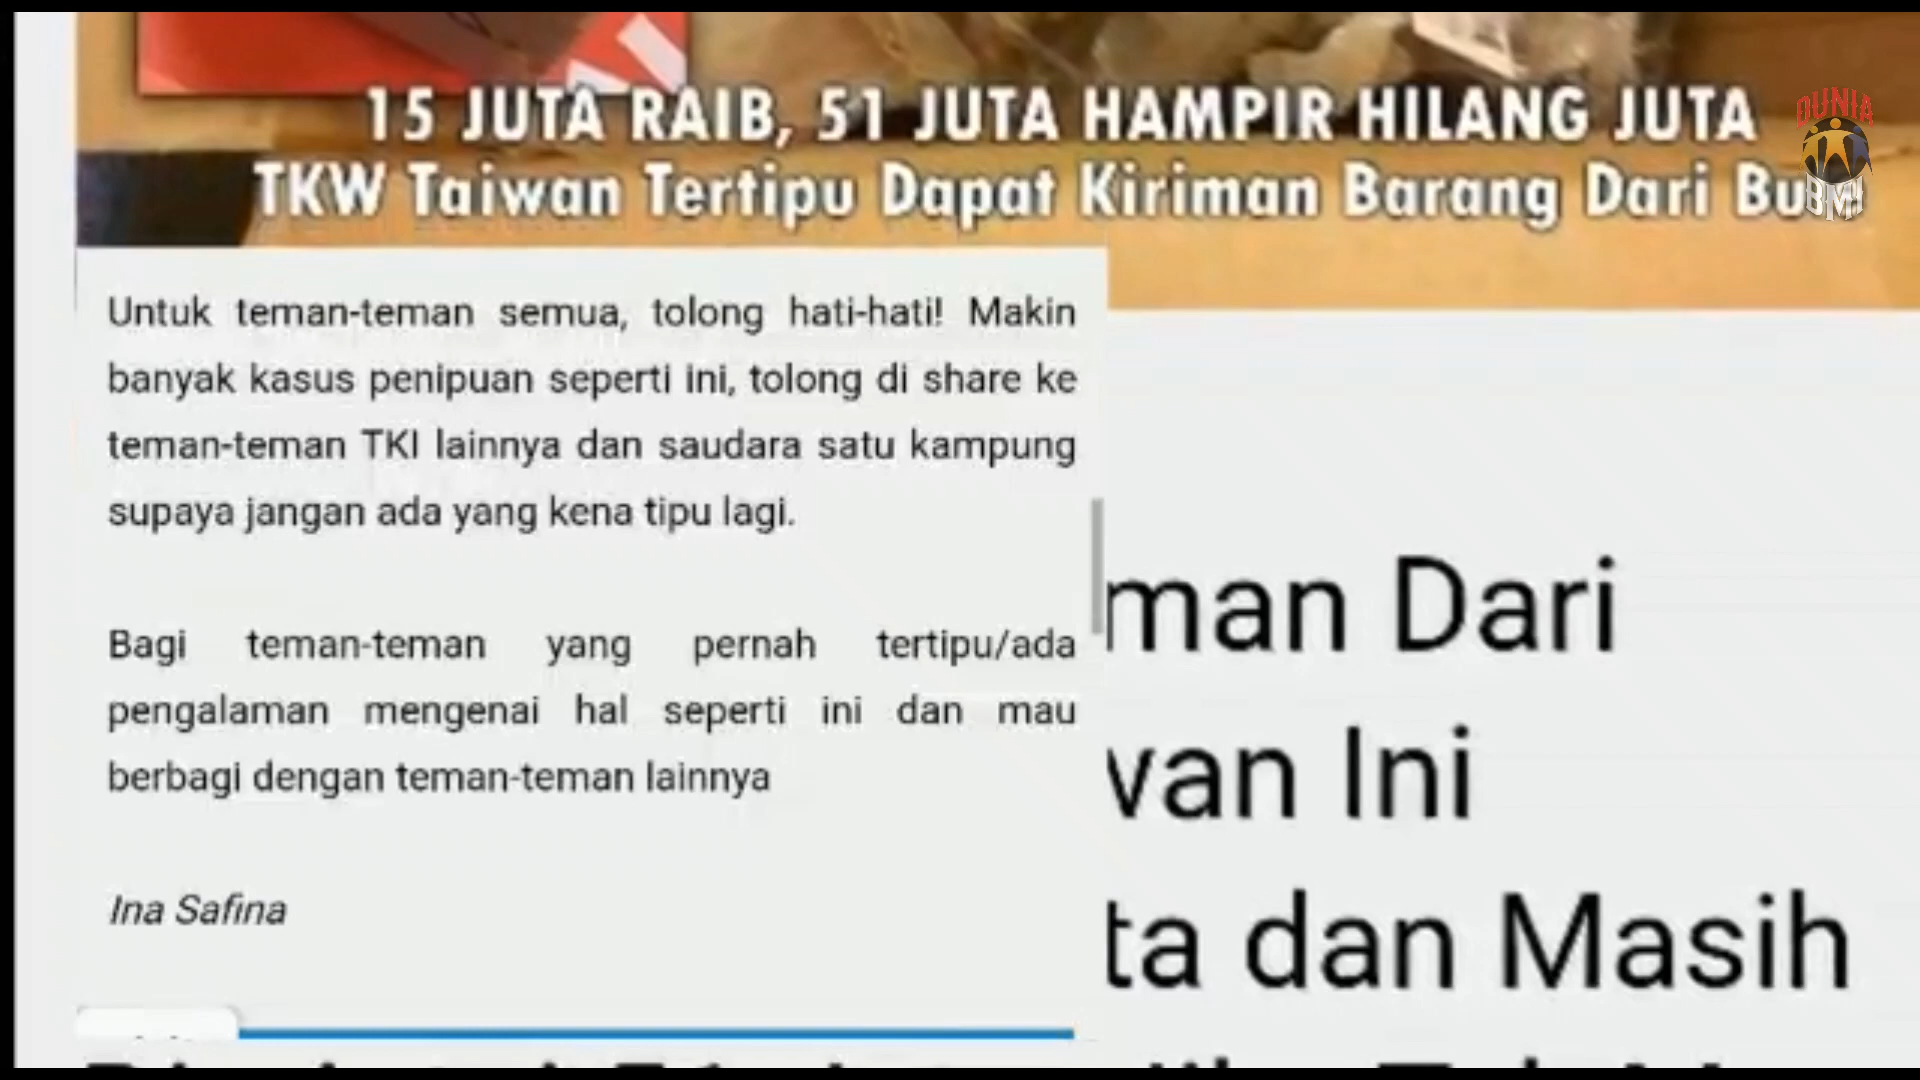 15 JUTA RAIB, 51 JUTA HAMPIR HILANG JUTA
TKW Taiwan Tertipu Dapat Kiriman Barang Dari Bu
DUNIA
BMI
Untuk teman-teman semua, tolong hati-hati! Makin
banyak kasus penipuan seperti ini, tolong di share ke
teman-teman TKI lainnya dan saudara satu kampung
supaya jangan ada yang kena tipu lagi.
Bagi teman-teman yang pernah tertipu/ada
pengalaman mengenai hal seperti ini dan mau
berbagi dengan teman-teman lainnya
Ina Safina
man Dari
van Ini
ta dan Masih